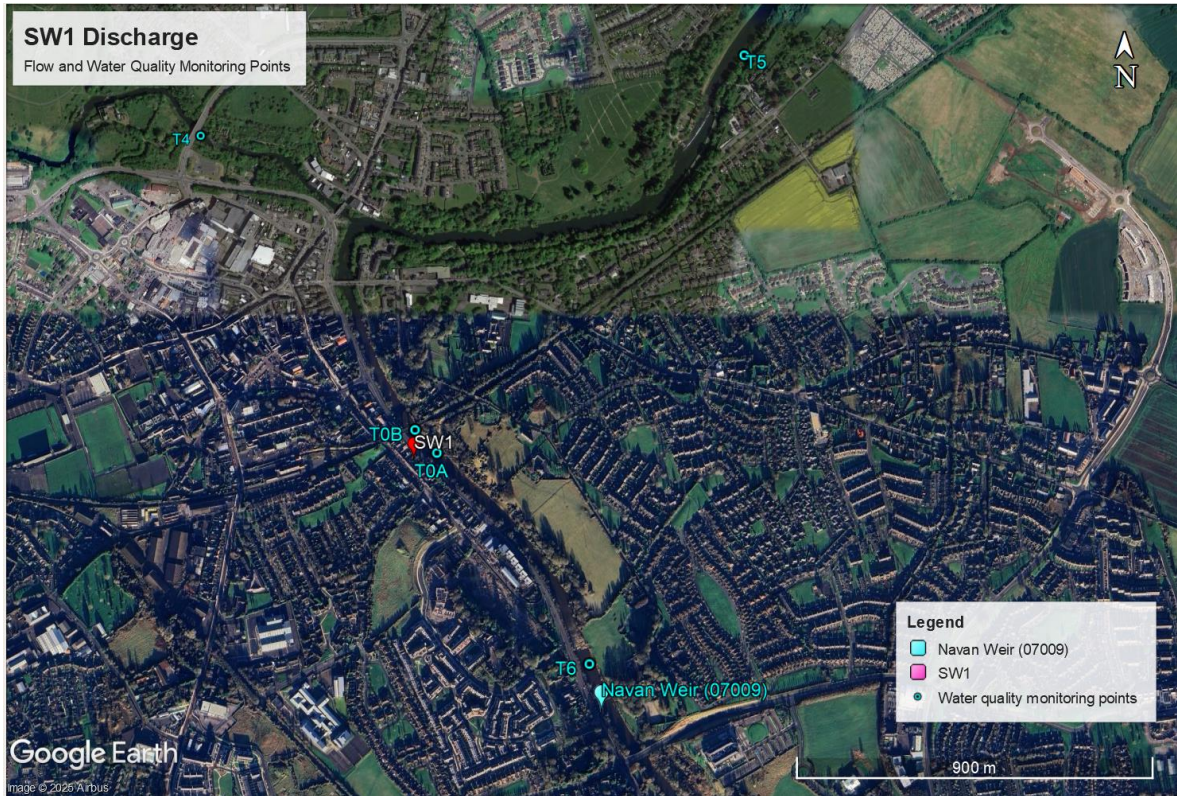 SW1 Discharge
Flow and Water Quality Monitoring Points
N
T5
T4
T0B
SW1
T0A
T6
Navan Weir (07009)
Legend
Navan Weir (07009)
SW1
Water quality monitoring points
900 m
Google Earth
Image © 2025 Airbus